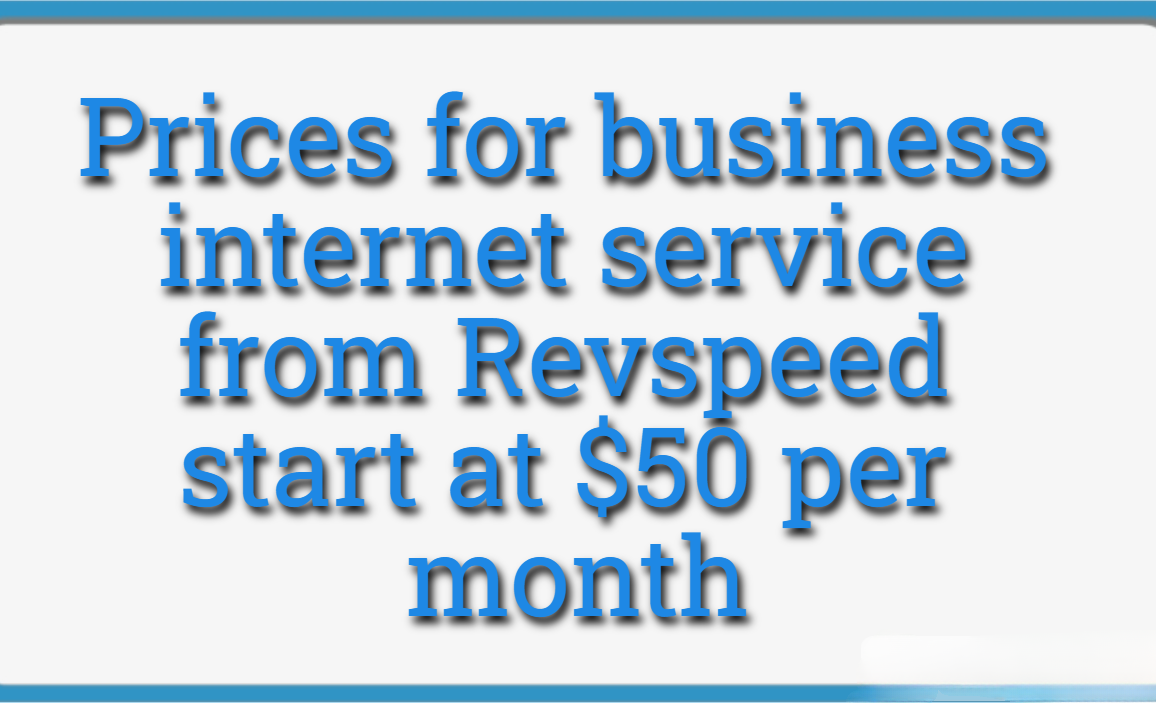 Prices for business
internet service
from Revspeed
start at $50 per
month